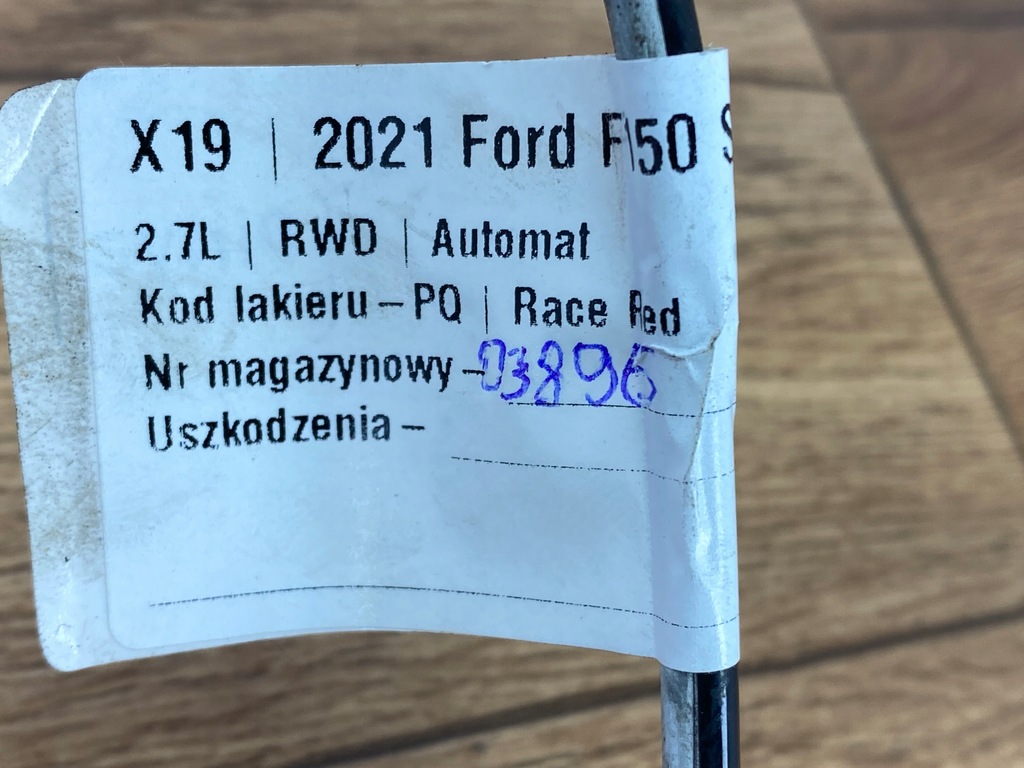 X19 | 2021 Ford F150
2.7L | RWD | Automat
Kod lakieru – PQ | Race Red
Nr magazynowy – 03896
Uszkodzenia –